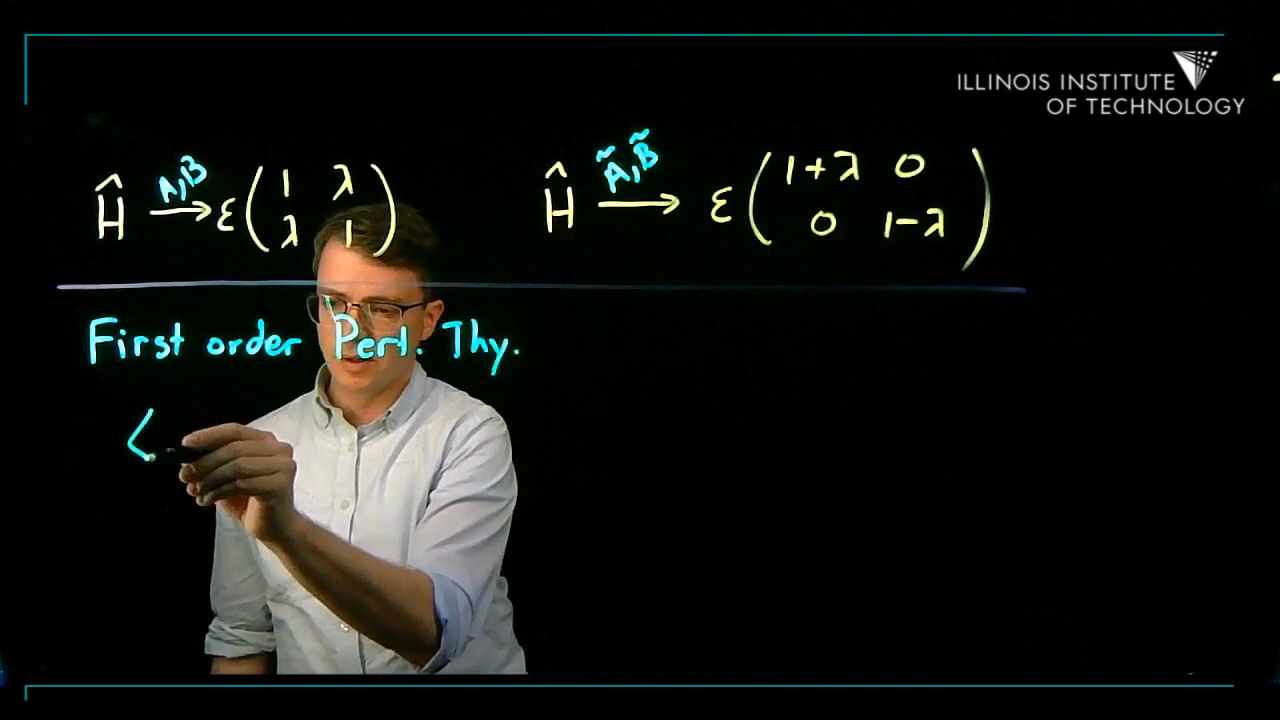 ILLINOIS INSTITUTE
OF TECHNOLOGY
Ĥ →^{A,B} ε ( 1 λ
λ 1 )
Ĥ →^{Ã,B̃} ε ( 1+λ 0
0 1-λ )
First order Pert. Thy.
⟨